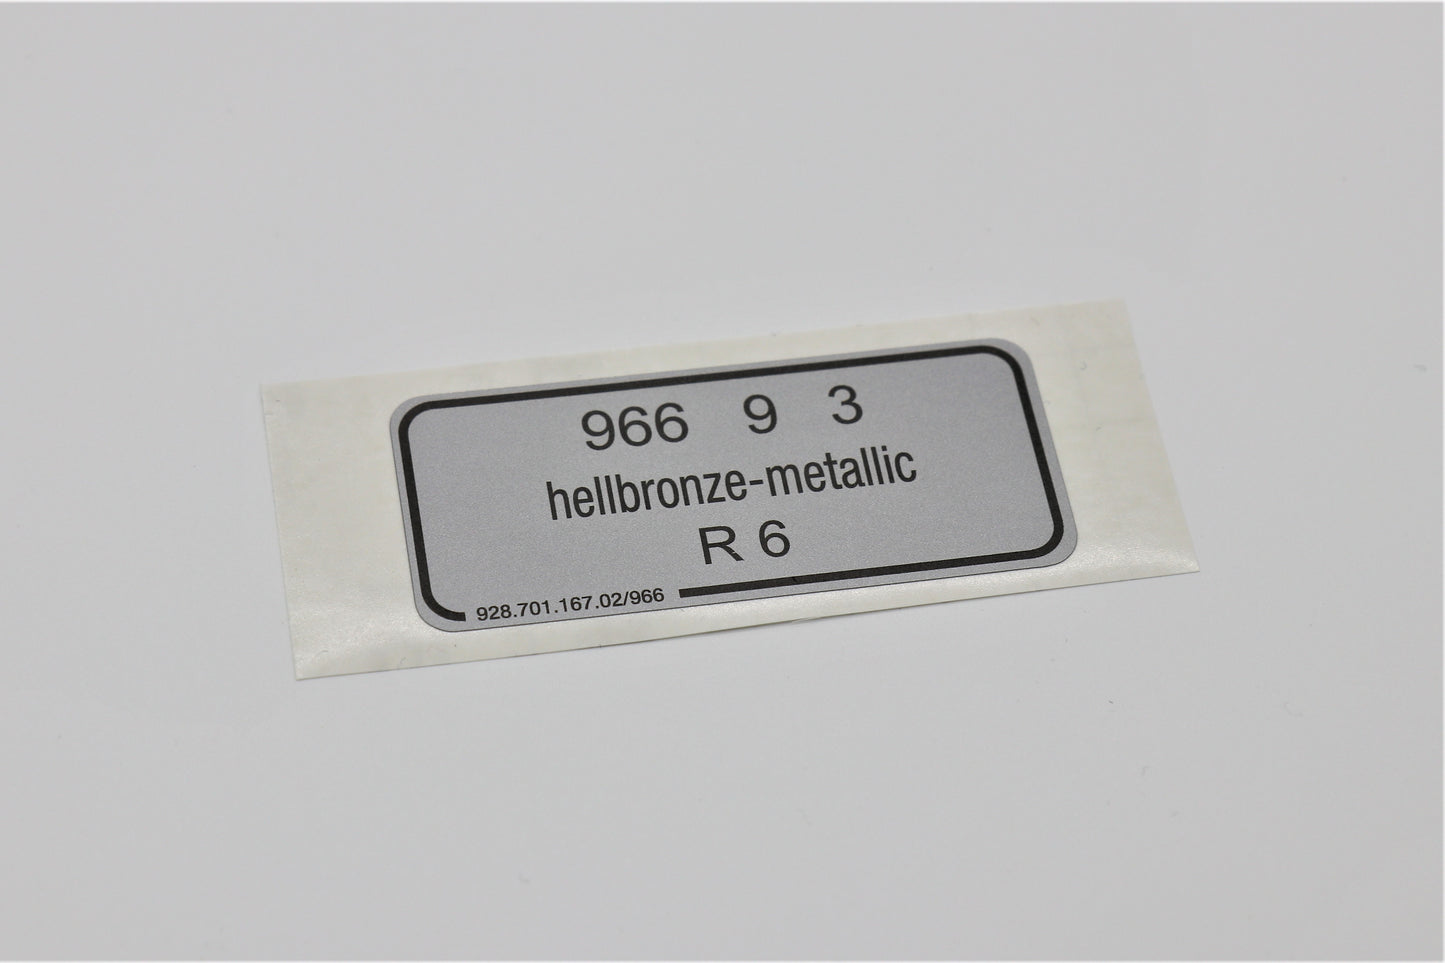 966 9 3
hellbronze-metallic
R 6
928.701.167.02/966